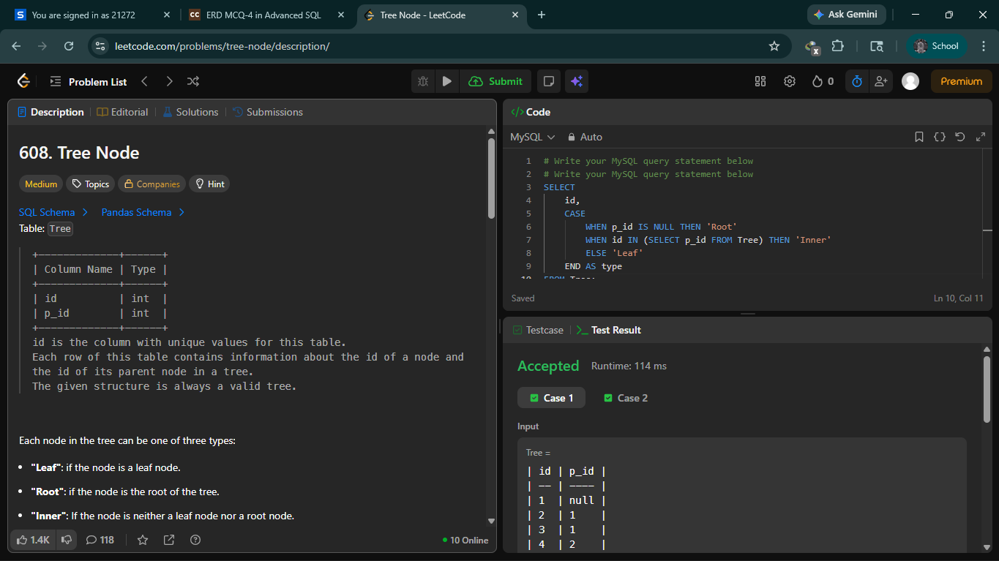 You are signed in as 21272
CC ERD MCQ-4 in Advanced SQL
Tree Node - LeetCode
Ask Gemini
leetcode.com/problems/tree-node/description/
School
Problem List
Submit
0
Premium
Description
Editorial
Solutions
Submissions
608. Tree Node
Medium
Topics
Companies
Hint
SQL Schema
Pandas Schema
Table: Tree
+-------------+------+
| Column Name | Type |
+-------------+------+
| id          | int  |
| p_id        | int  |
+-------------+------+
id is the column with unique values for this table.
Each row of this table contains information about the id of a node and
the id of its parent node in a tree.
The given structure is always a valid tree.
Each node in the tree can be one of three types:
• "Leaf": if the node is a leaf node.
• "Root": if the node is the root of the tree.
• "Inner": If the node is neither a leaf node nor a root node.
1.4K
118
10 Online
</> Code
MySQL
Auto
1 # Write your MySQL query statement below
2 # Write your MySQL query statement below
3 SELECT
4     id,
5     CASE
6         WHEN p_id IS NULL THEN 'Root'
7         WHEN id IN (SELECT p_id FROM Tree) THEN 'Inner'
8         ELSE 'Leaf'
9     END AS type
10 FROM Tree;
Saved
Ln 10, Col 11
Testcase
Test Result
Accepted
Runtime: 114 ms
Case 1
Case 2
Input
Tree =
| id | p_id |
| -- | ---- |
| 1  | null |
| 2  | 1    |
| 3  | 1    |
| 4  | 2    |